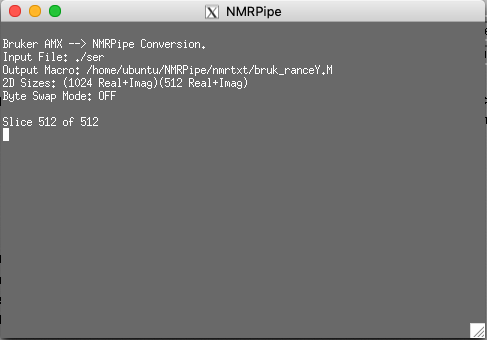 NMRPipe
Bruker AMX --> NMRPipe Conversion.
Input File: ./ser
Output Macro: /home/ubuntu/NMRPipe/nmrtxt/bruk_ranceY.M
2D Sizes: (1024 Real+Imag)(512 Real+Imag)
Byte Swap Mode: OFF
Slice 512 of 512